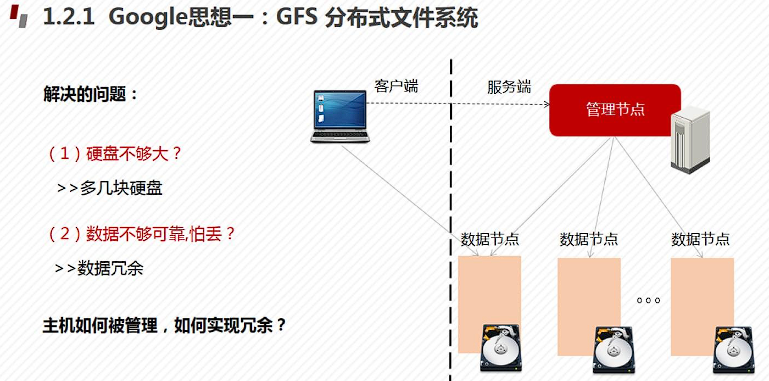 1.2.1 Google思想一：GFS 分布式文件系统
解决的问题：
（1）硬盘不够大？
>>多几块硬盘
（2）数据不够可靠,怕丢？
>>数据冗余
主机如何被管理，如何实现冗余？
客户端
服务端
管理节点
数据节点
数据节点
数据节点